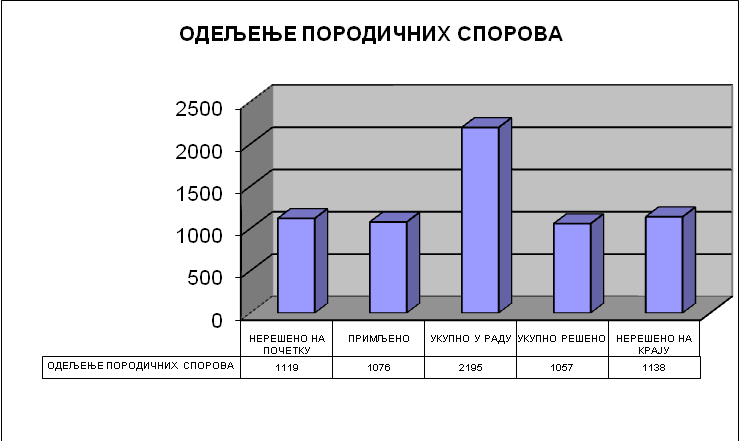 ОДЕЉЕЊЕ ПОРОДИЧНИХ СПОРОВА
2500
2000
1500
1000
500
0
НЕРЕШЕНО НА ПОЧЕТКУ
ПРИМЉЕНО
УКУПНО У РАДУ
УКУПНО РЕШЕНО
НЕРЕШЕНО НА КРАЈУ
ОДЕЉЕЊЕ ПОРОДИЧНИХ СПОРОВА 1119 1076 2195 1057 1138